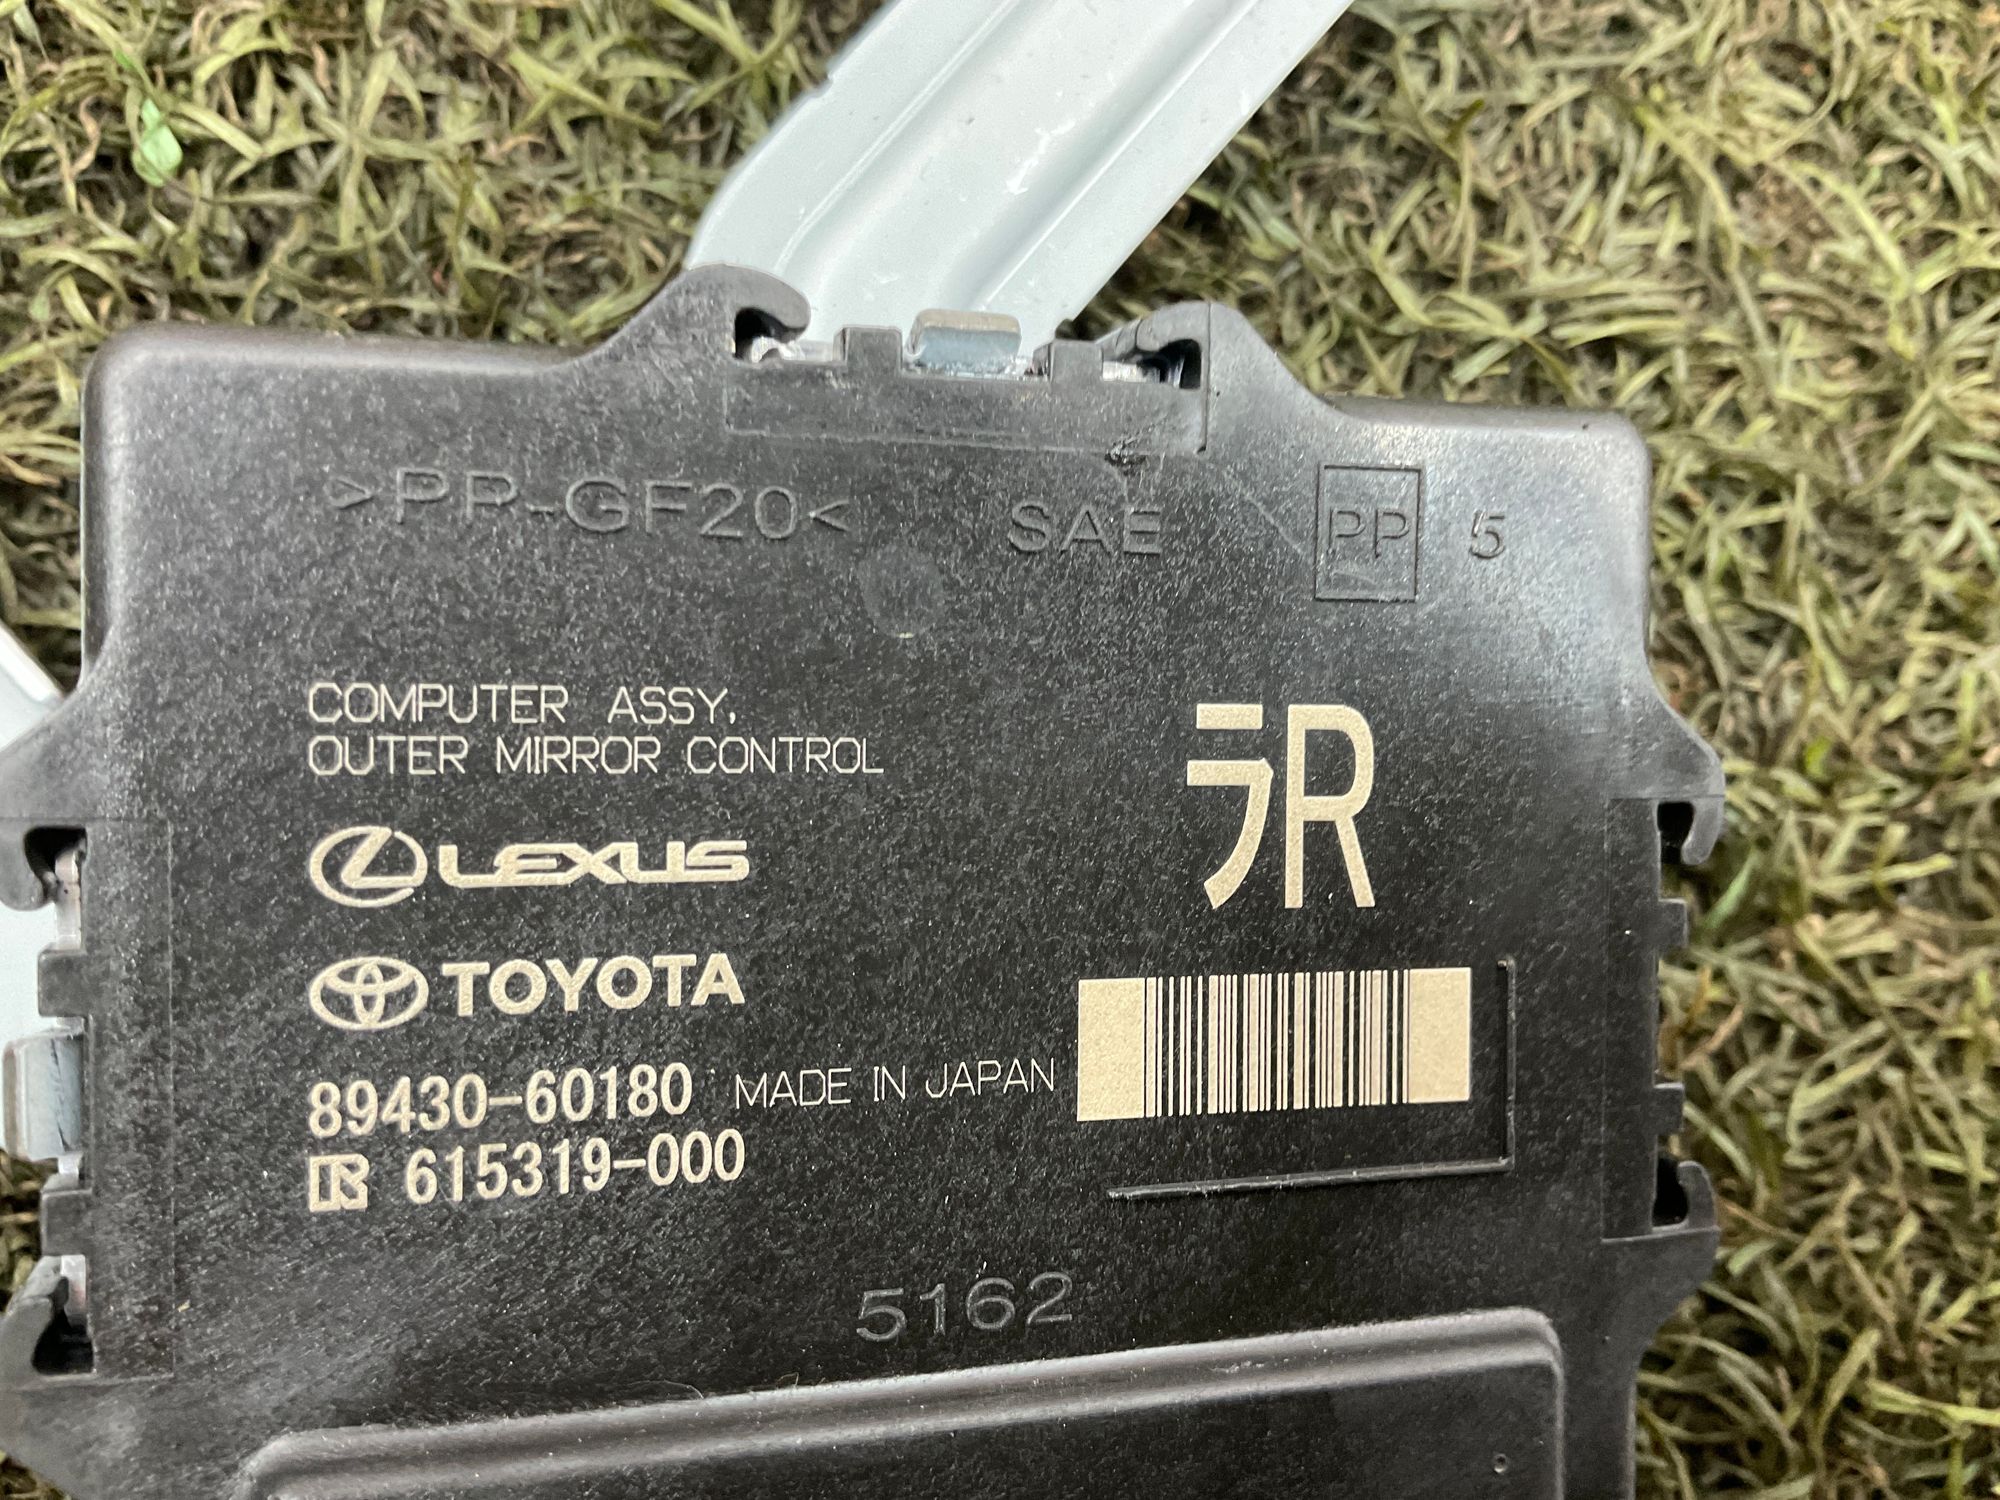 >PP-GF20< SAE PP 5
COMPUTER ASSY,
OUTER MIRROR CONTROL
ラR
LEXUS
TOYOTA
89430-60180 MADE IN JAPAN
R 615319-000
5162